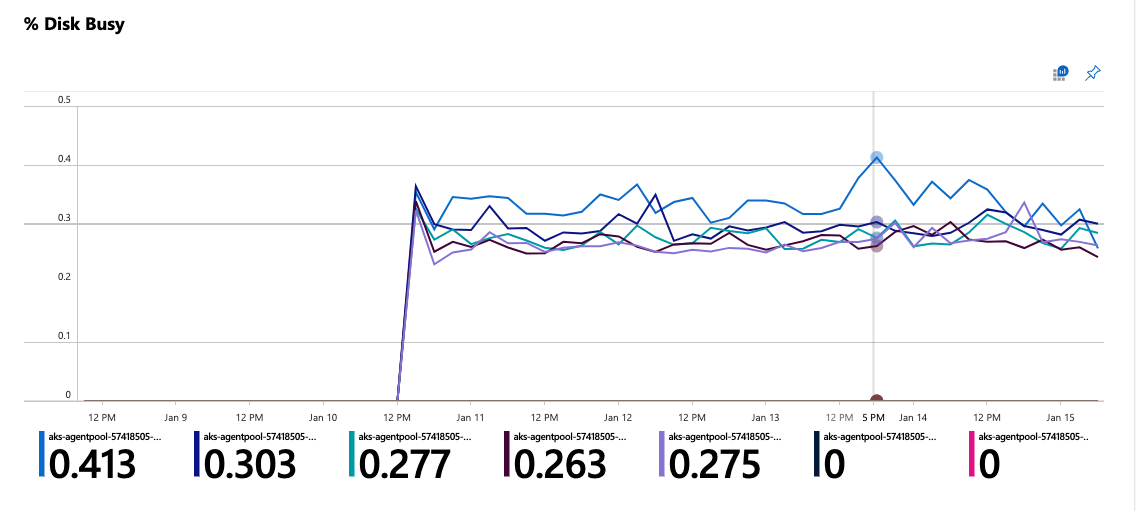 % Disk Busy
0.5
0.4
0.3
0.2
0.1
0
12 PM Jan 9 12 PM Jan 10 12 PM Jan 11 12 PM Jan 12 12 PM Jan 13 12 PM 5 PM Jan 14 12 PM Jan 15
aks-agentpool-57418505-... aks-agentpool-57418505-... aks-agentpool-57418505-... aks-agentpool-57418505-... aks-agentpool-57418505-... aks-agentpool-57418505-... aks-agentpool-57418505-..
0.413 0.303 0.277 0.263 0.275 0 0